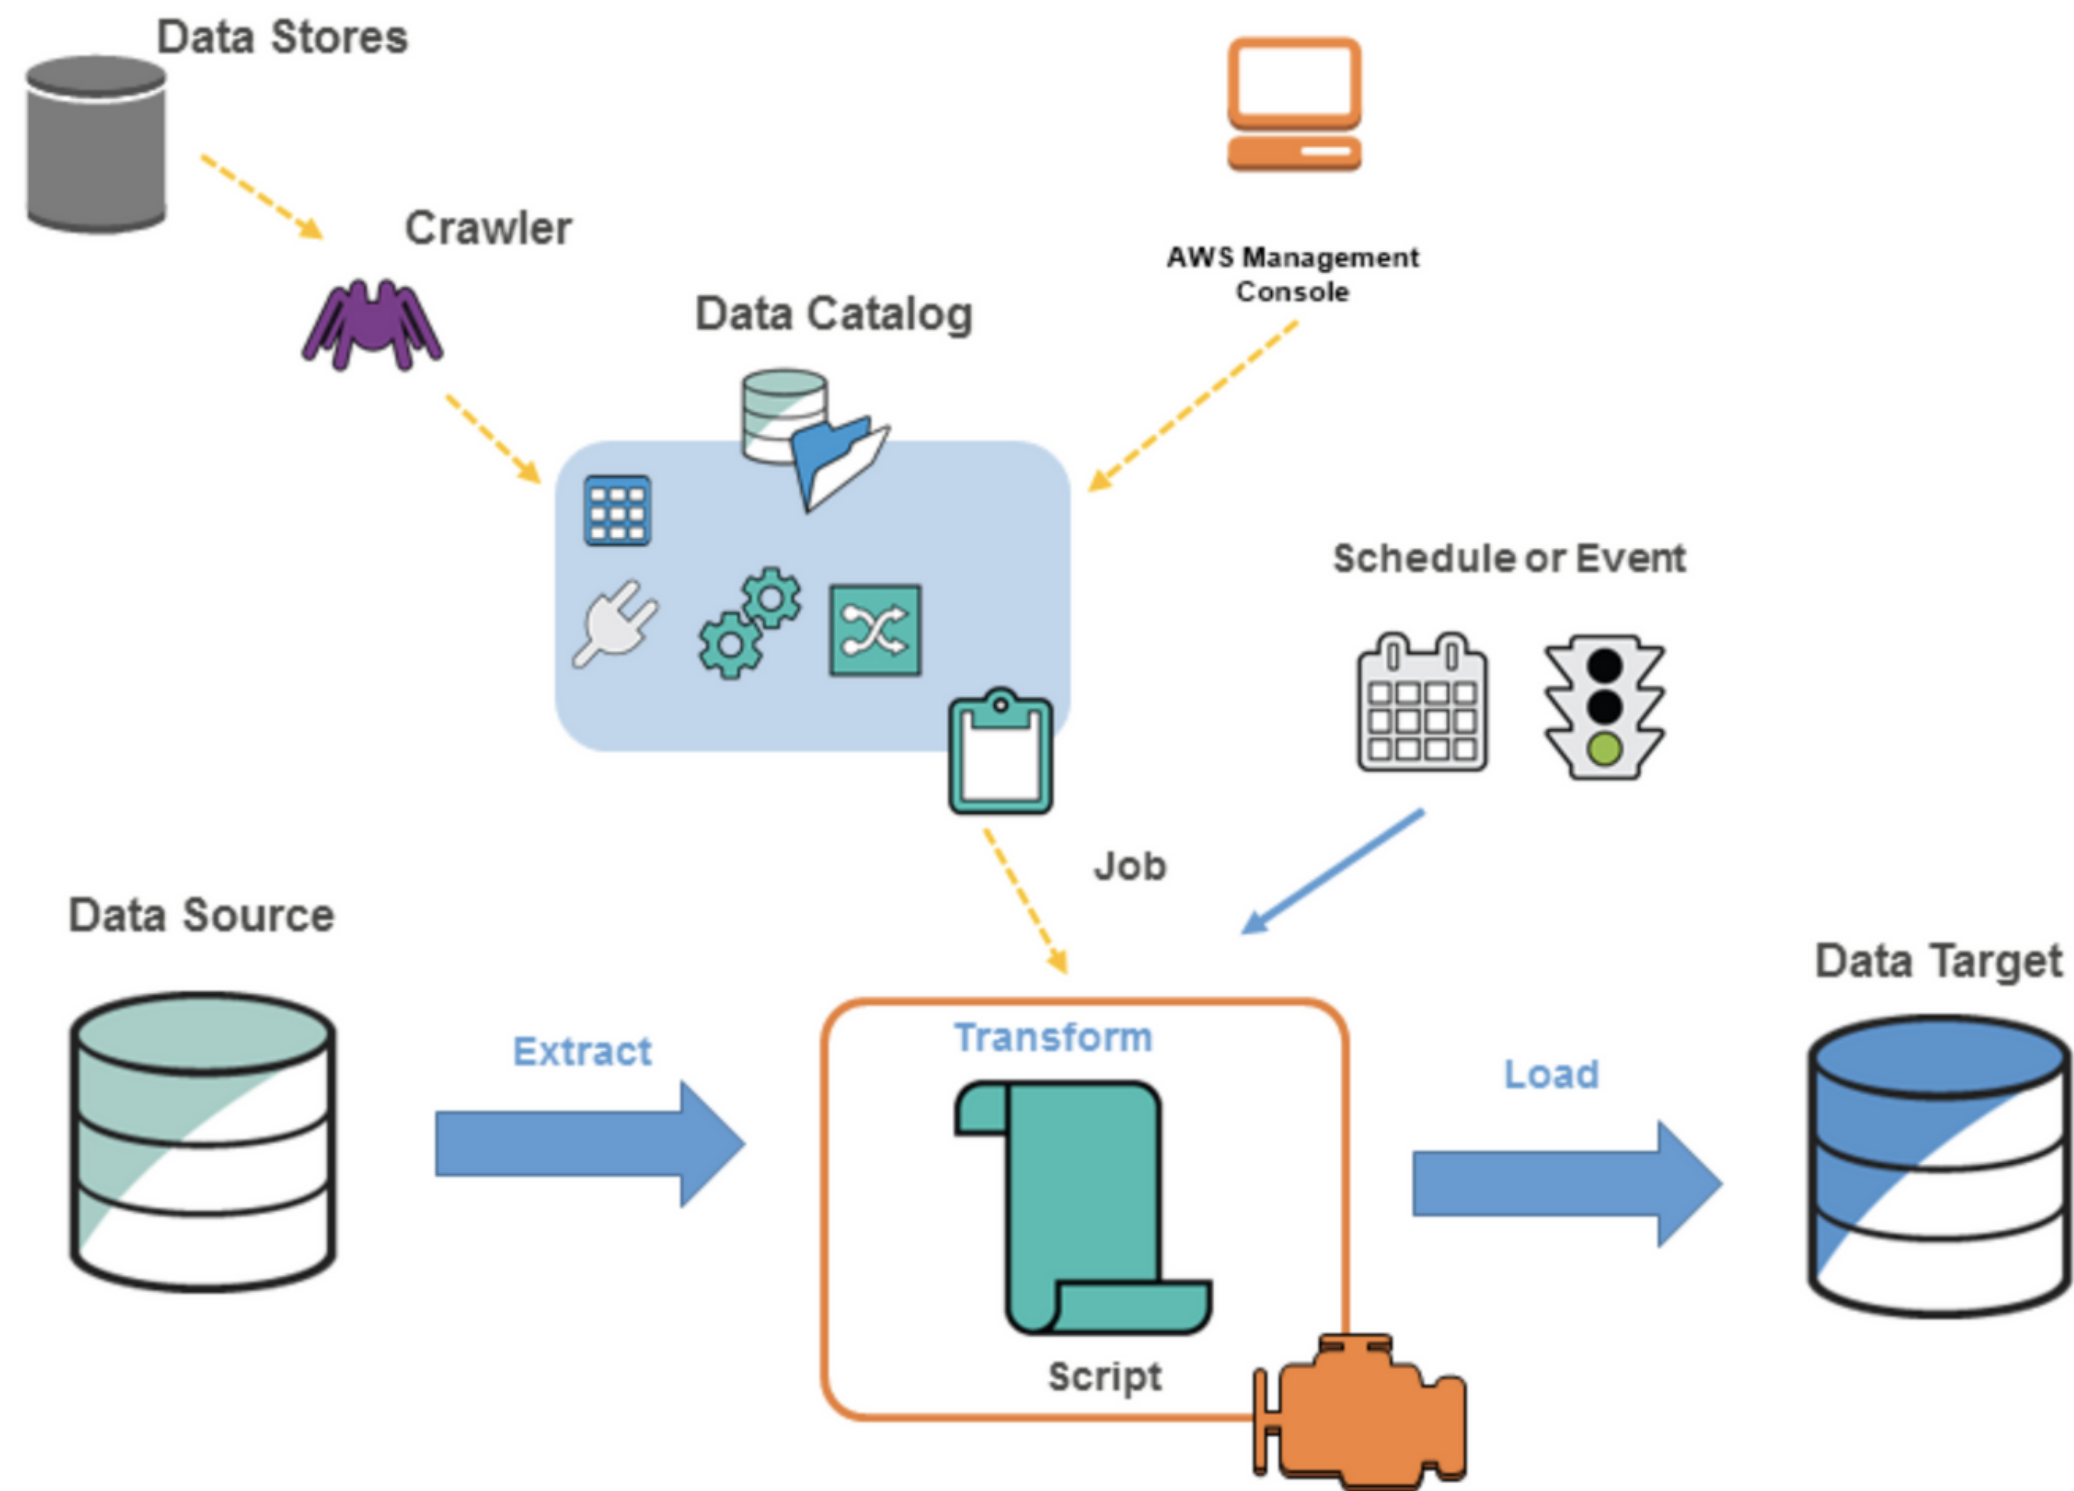 Data Stores
Crawler
AWS Management
Console
Data Catalog
Schedule or Event
Job
Data Source
Data Target
Extract
Transform
Load
Script